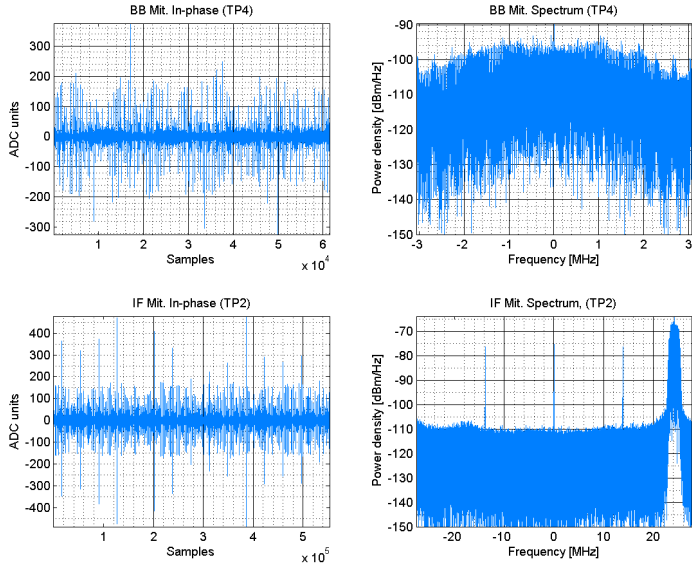 BB Mit. In-phase (TP4)
ADC units
300
200
100
0
-100
-200
-300
1 2 3 4 5 6
Samples
x 10^4
BB Mit. Spectrum (TP4)
Power density [dBm/Hz]
-90
-100
-110
-120
-130
-140
-150
-3 -2 -1 0 1 2 3
Frequency [MHz]
IF Mit. In-phase (TP2)
ADC units
400
300
200
100
0
-100
-200
-300
-400
1 2 3 4 5
Samples
x 10^5
IF Mit. Spectrum, (TP2)
Power density [dBm/Hz]
-70
-80
-90
-100
-110
-120
-130
-140
-150
-20 -10 0 10 20
Frequency [MHz]